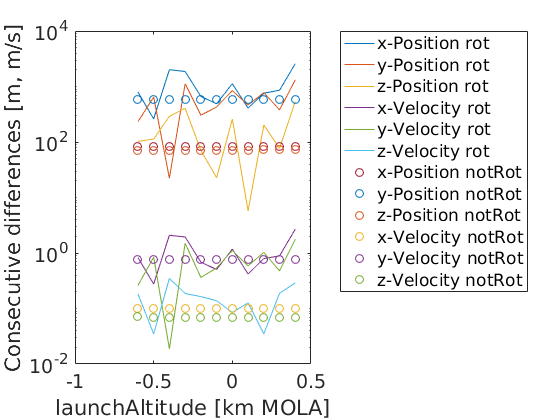 10^4
10^2
10^0
10^-2
Consecutive differences [m, m/s]
-1
-0.5
0
0.5
launchAltitude [km MOLA]
x-Position rot
y-Position rot
z-Position rot
x-Velocity rot
y-Velocity rot
z-Velocity rot
x-Position notRot
y-Position notRot
z-Position notRot
x-Velocity notRot
y-Velocity notRot
z-Velocity notRot